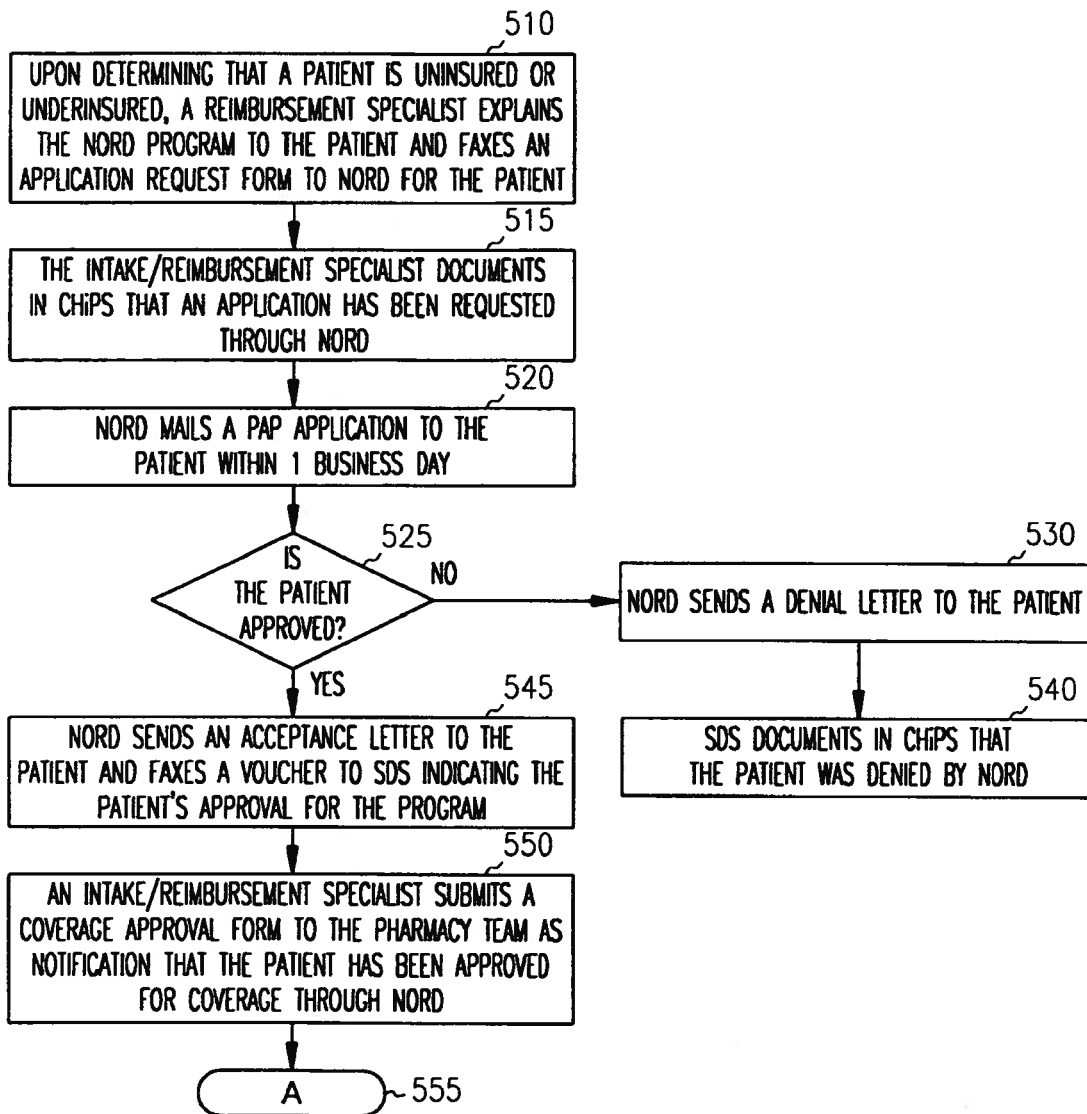 510
UPON DETERMINING THAT A PATIENT IS UNINSURED OR
UNDERINSURED, A REIMBURSEMENT SPECIALIST EXPLAINS
THE NORD PROGRAM TO THE PATIENT AND FAXES AN
APPLICATION REQUEST FORM TO NORD FOR THE PATIENT
515
THE INTAKE/REIMBURSEMENT SPECIALIST DOCUMENTS
IN CHiPS THAT AN APPLICATION HAS BEEN REQUESTED
THROUGH NORD
520
NORD MAILS A PAP APPLICATION TO THE
PATIENT WITHIN 1 BUSINESS DAY
525
IS
THE PATIENT
APPROVED?
NO
530
NORD SENDS A DENIAL LETTER TO THE PATIENT
540
SDS DOCUMENTS IN CHiPS THAT
THE PATIENT WAS DENIED BY NORD
YES
545
NORD SENDS AN ACCEPTANCE LETTER TO THE
PATIENT AND FAXES A VOUCHER TO SDS INDICATING THE
PATIENT'S APPROVAL FOR THE PROGRAM
550
AN INTAKE/REIMBURSEMENT SPECIALIST SUBMITS A
COVERAGE APPROVAL FORM TO THE PHARMACY TEAM AS
NOTIFICATION THAT THE PATIENT HAS BEEN APPROVED
FOR COVERAGE THROUGH NORD
A
555